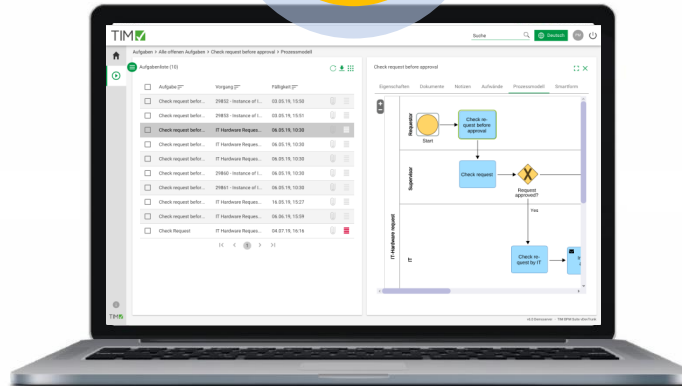 TIM
Suche
Deutsch
Aufgaben > Alle offenen Aufgaben > Check request before approval > Prozessmodell
Aufgabenliste (10)
Aufgabe
Vorgang
Fälligkeit
Check request befor... 29852 - Instance of I... 03.05.19, 15:50
Check request befor... 29853 - Instance of I... 03.05.19, 15:51
Check request befor... IT Hardware Reques... 06.05.19, 10:30
Check request befor... IT Hardware Reques... 06.05.19, 10:30
Check request befor... IT Hardware Reques... 06.05.19, 10:30
Check request befor... 29860 - Instance of I... 06.05.19, 10:30
Check request befor... 29861 - Instance of I... 06.05.19, 10:30
Check request befor... IT Hardware Reques... 16.05.19, 15:27
Check request befor... IT Hardware Reques... 06.06.19, 15:59
Check Request IT Hardware Reques... 04.07.19, 16:16
1
Check request before approval
Eigenschaften Dokumente Notizen Aufwände Prozessmodell Smartform
IT-Hardware request
Requestor
Start
Check re-
quest before
approval
Supervisor
Check request
Request
approved?
Yes
IT
Check re-
quest by IT
TIM